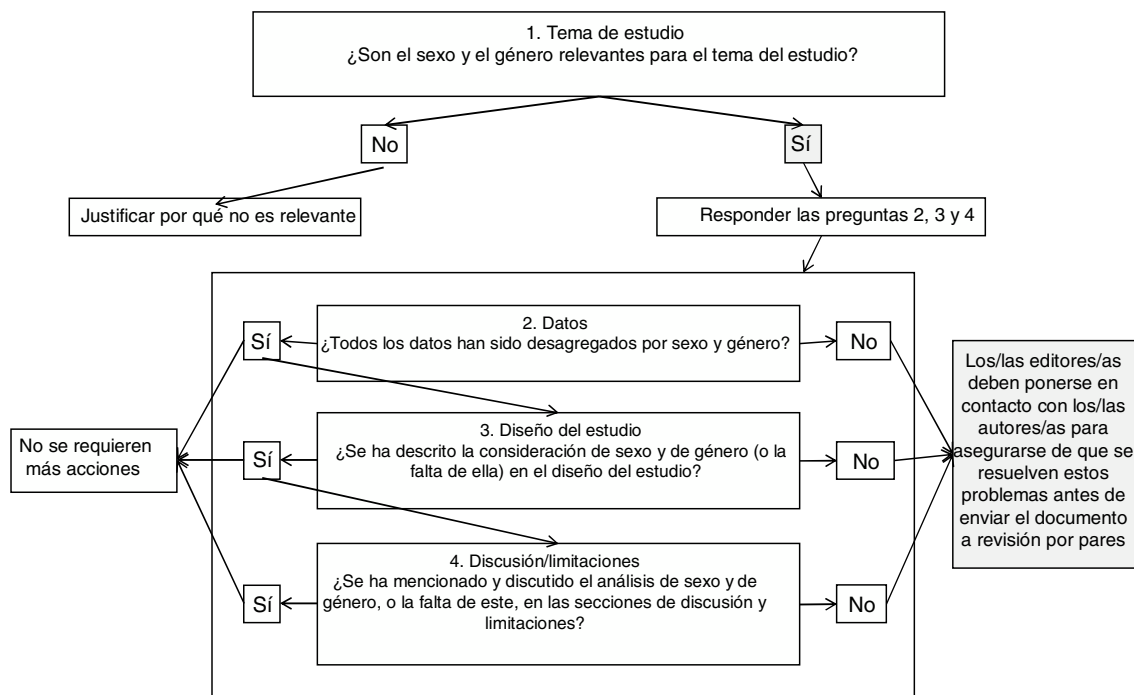 1. Tema de estudio
¿Son el sexo y el género relevantes para el tema del estudio?
No
Sí
Justificar por qué no es relevante
Responder las preguntas 2, 3 y 4
2. Datos
¿Todos los datos han sido desagregados por sexo y género?
Sí
No
3. Diseño del estudio
¿Se ha descrito la consideración de sexo y de género (o la
falta de ella) en el diseño del estudio?
Sí
No
4. Discusión/limitaciones
¿Se ha mencionado y discutido el análisis de sexo y de
género, o la falta de este, en las secciones de discusión y
limitaciones?
Sí
No
No se requieren
más acciones
Los/las editores/as
deben ponerse en
contacto con los/las
autores/as para
asegurarse de que se
resuelven estos
problemas antes de
enviar el documento
a revisión por pares